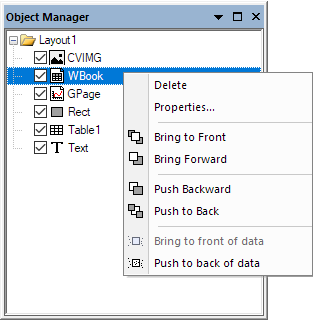 Object Manager
Layout1
CVIMG
WBook
GPage
Rect
Table1
Text
Delete
Properties...
Bring to Front
Bring Forward
Push Backward
Push to Back
Bring to front of data
Push to back of data